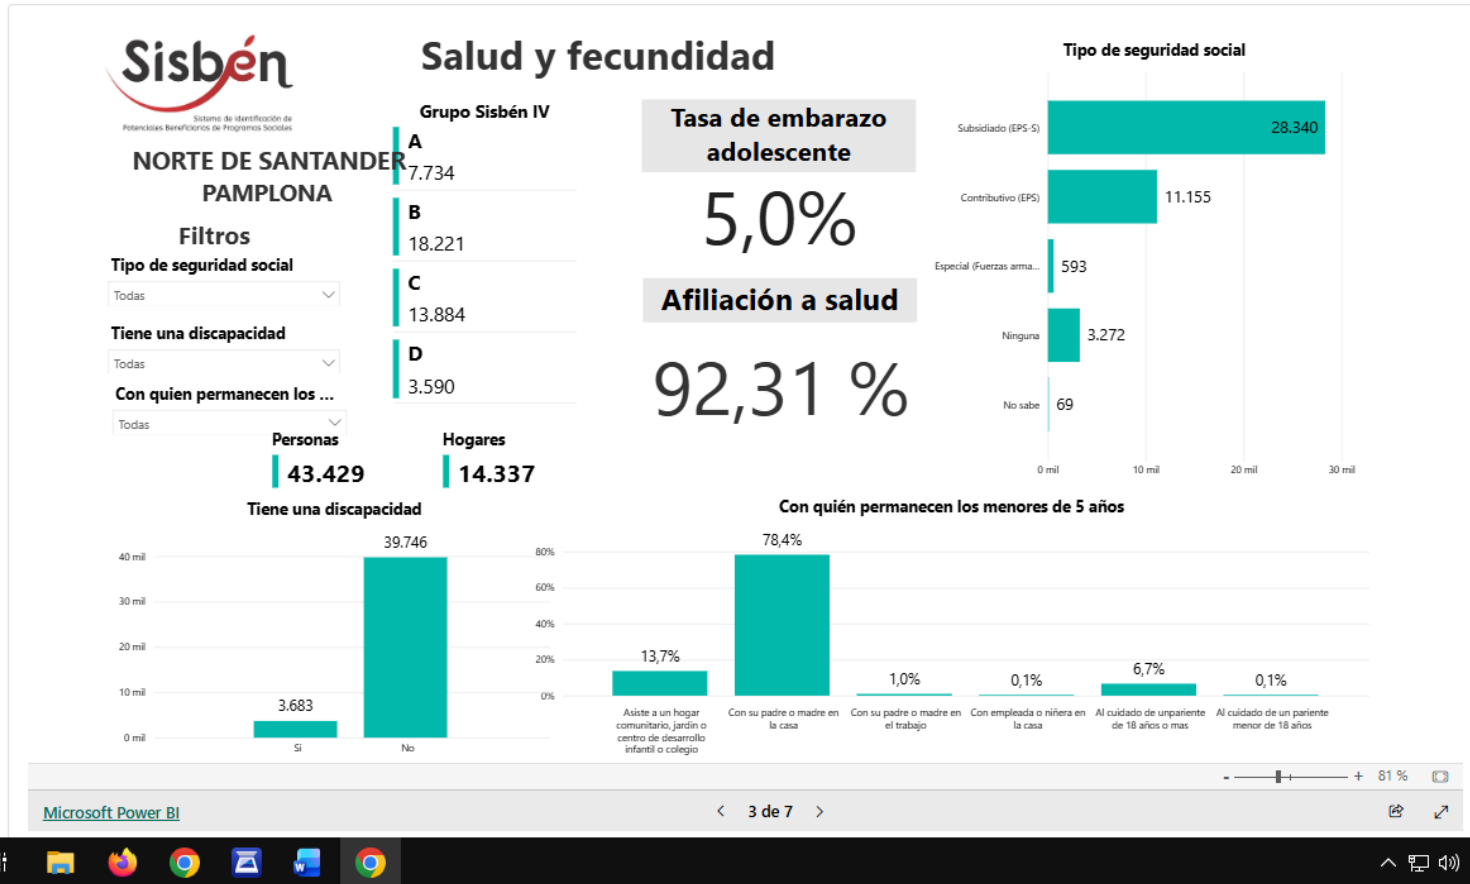 Sisbén
Sistema de identificación de
Potenciales Beneficiarios de Programas Sociales
NORTE DE SANTANDER
PAMPLONA
Filtros
Tipo de seguridad social
Todas
Tiene una discapacidad
Todas
Con quien permanecen los ...
Todas
Salud y fecundidad
Grupo Sisbén IV
A
7.734
B
18.221
C
13.884
D
3.590
Personas
43.429
Hogares
14.337
Tasa de embarazo
adolescente
5,0%
Afiliación a salud
92,31 %
Tipo de seguridad social
Subsidiado (EPS-S)
28.340
Contributivo (EPS)
11.155
Especial (Fuerzas arma...
593
Ninguna
3.272
No sabe
69
0 mil
10 mil
20 mil
30 mil
Tiene una discapacidad
40 mil
30 mil
20 mil
10 mil
0 mil
3.683
39.746
Si
No
Con quién permanecen los menores de 5 años
80%
60%
40%
20%
0%
13,7%
78,4%
1,0%
0,1%
6,7%
0,1%
Asiste a un hogar
comunitario, jardín o
centro de desarrollo
infantil o colegio
Con su padre o madre en
la casa
Con su padre o madre en
el trabajo
Con empleada o niñera en
la casa
Al cuidado de unpariente
de 18 años o mas
Al cuidado de un pariente
menor de 18 años
- + 81 %
Microsoft Power BI
< 3 de 7 >